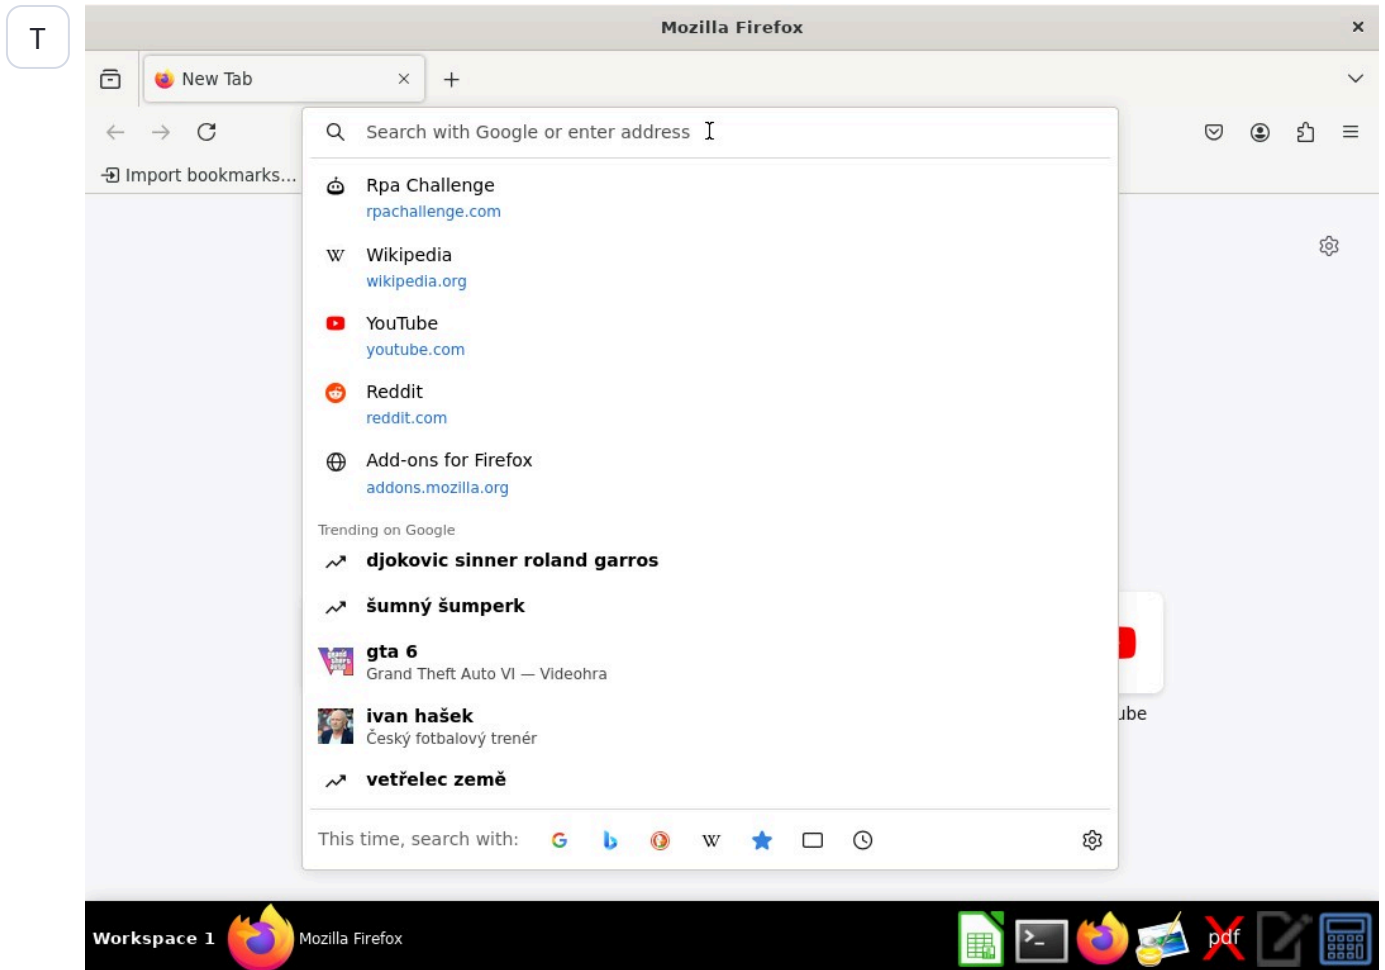 T
Mozilla Firefox
New Tab
Search with Google or enter address
Import bookmarks...
Rpa Challenge
rpachallenge.com
Wikipedia
wikipedia.org
YouTube
youtube.com
Reddit
reddit.com
Add-ons for Firefox
addons.mozilla.org
Trending on Google
djokovic sinner roland garros
šumný šumperk
gta 6
Grand Theft Auto VI — Videohra
ivan hašek
Český fotbalový trenér
ube
vetřelec země
This time, search with:
Workspace 1
Mozilla Firefox
pdf